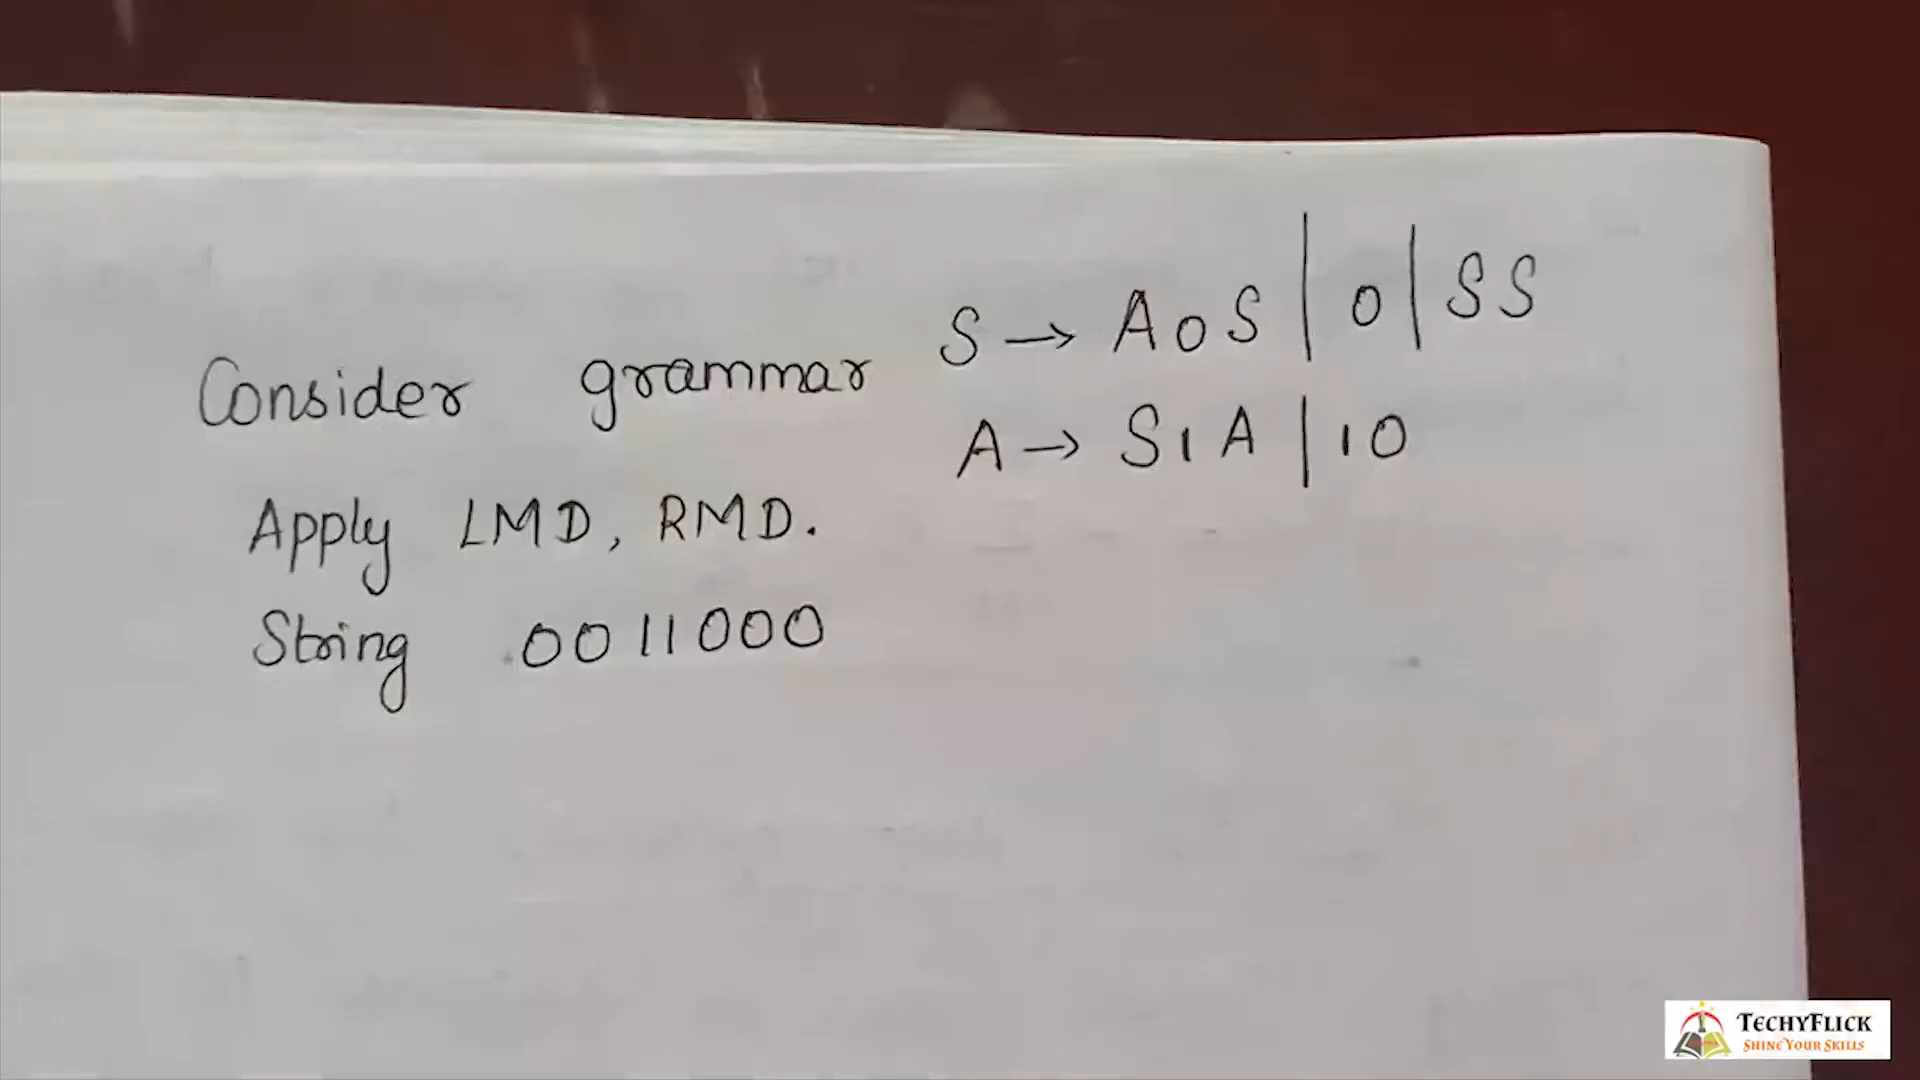 Consider grammar S → A0S | 0 | SS
A → S1A | 10
Apply LMD, RMD.
String 0011000
TECHYFLICK
SHINE YOUR SKILLS